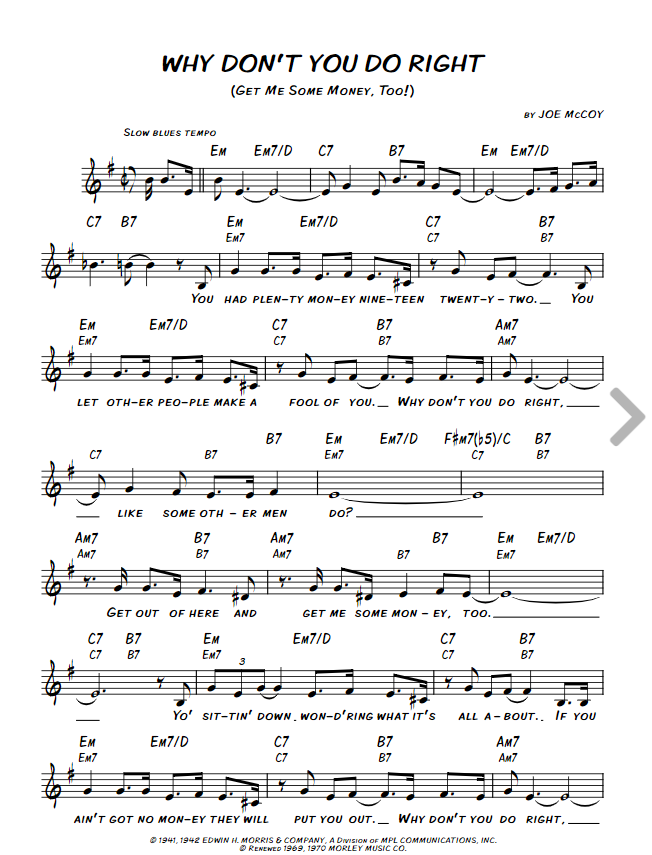 WHY DON'T YOU DO RIGHT
(GET ME SOME MONEY, TOO!)
BY JOE McCOY
SLOW BLUES TEMPO
Em Em7/D C7 B7 Em Em7/D
C7 B7 Em Em7/D C7 B7
Em7 C7 B7
YOU HAD PLEN-TY MON-EY NINE-TEEN TWENT-Y-TWO. YOU
Em Em7/D C7 B7 Am7
Em7 C7 B7 Am7
LET OTH-ER PEO-PLE MAKE A FOOL OF YOU. WHY DON'T YOU DO RIGHT,
B7 Em Em7/D F#m7(b5)/C B7
C7 B7 Em7 C7 B7
LIKE SOME OTH-ER MEN DO?
Am7 B7 Am7 B7 Em Em7/D
Am7 B7 Am7 B7 Em7
GET OUT OF HERE AND GET ME SOME MON-EY, TOO.
C7 B7 Em Em7/D C7 B7
C7 B7 Em7 C7 B7
3
YO' SIT-TIN' DOWN WON-D'RING WHAT IT'S ALL A-BOUT. IF YOU
Em Em7/D C7 B7 Am7
Em7 C7 B7 Am7
AIN'T GOT NO MON-EY THEY WILL PUT YOU OUT. WHY DON'T YOU DO RIGHT,
© 1941, 1942 EDWIN H. MORRIS & COMPANY, A DIVISION OF MPL COMMUNICATIONS, INC.
© RENEWED 1969, 1970 MORLEY MUSIC CO.